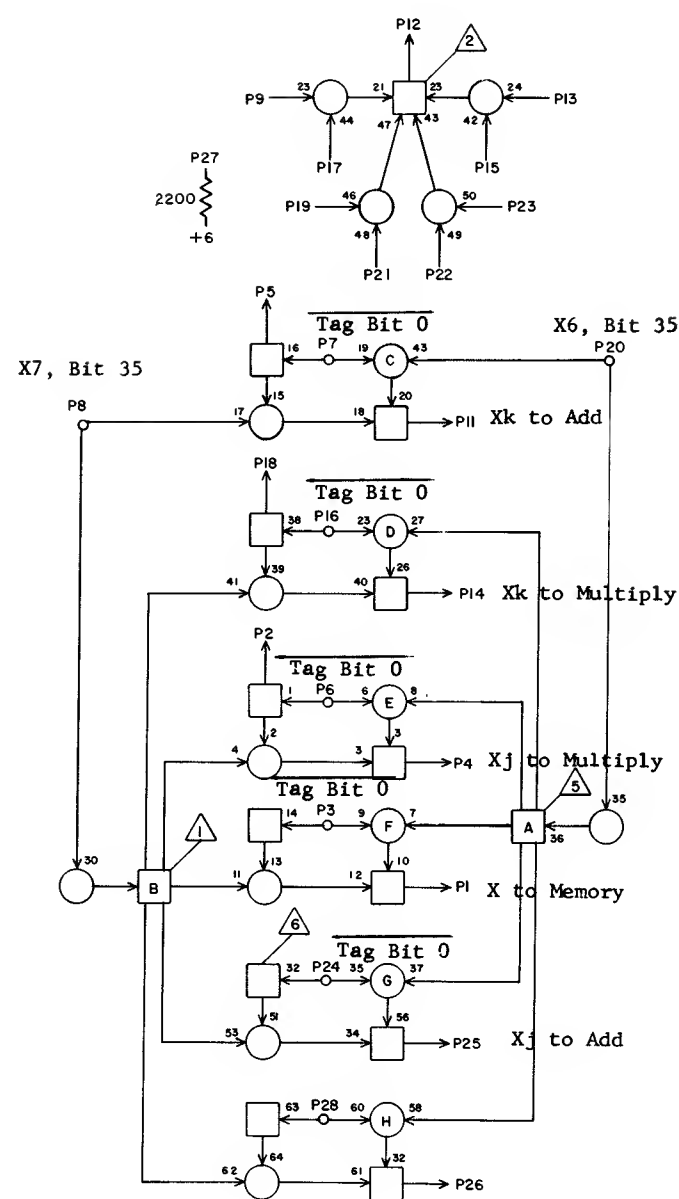 P12
2
P9 23 21 23 24 P13
44 47 43 42
P17 P15
P27
2200
+6
P19 46 50 P23
48 49
P21 P22
P5
Tag Bit 0
X6, Bit 35
X7, Bit 35
16 P7 19 C 43 P20
P8
15 20
17 18 P11 Xk to Add
P18
Tag Bit 0
38 P16 23 D 27
39 26
41 40 P14 Xk to Multiply
P2
Tag Bit 0
1 P6 6 E 8
2 3
4 3 P4 Xj to Multiply
Tag Bit 0
5
14 P3 9 F 7 A 36 35
1
30 13 10
B 11 12 P1 X to Memory
6
Tag Bit 0
32 P24 35 G 37
51 56
53 34 P25 Xj to Add
63 P28 60 H 58
64 32
62 61 P26